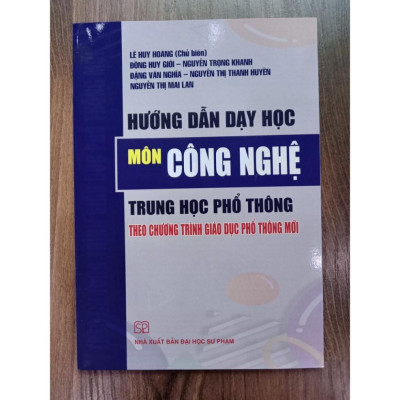 LÊ HUY HOÀNG (Chủ biên)
ĐỒNG HUY GIỚI – NGUYỄN TRỌNG KHANH
ĐẶNG VĂN NGHĨA – NGUYỄN THỊ THANH HUYỀN
NGUYỄN THỊ MAI LAN
HƯỚNG DẪN DẠY HỌC
MÔN CÔNG NGHỆ
TRUNG HỌC PHỔ THÔNG
THEO CHƯƠNG TRÌNH GIÁO DỤC PHỔ THÔNG MỚI
SP
NHÀ XUẤT BẢN ĐẠI HỌC SƯ PHẠM